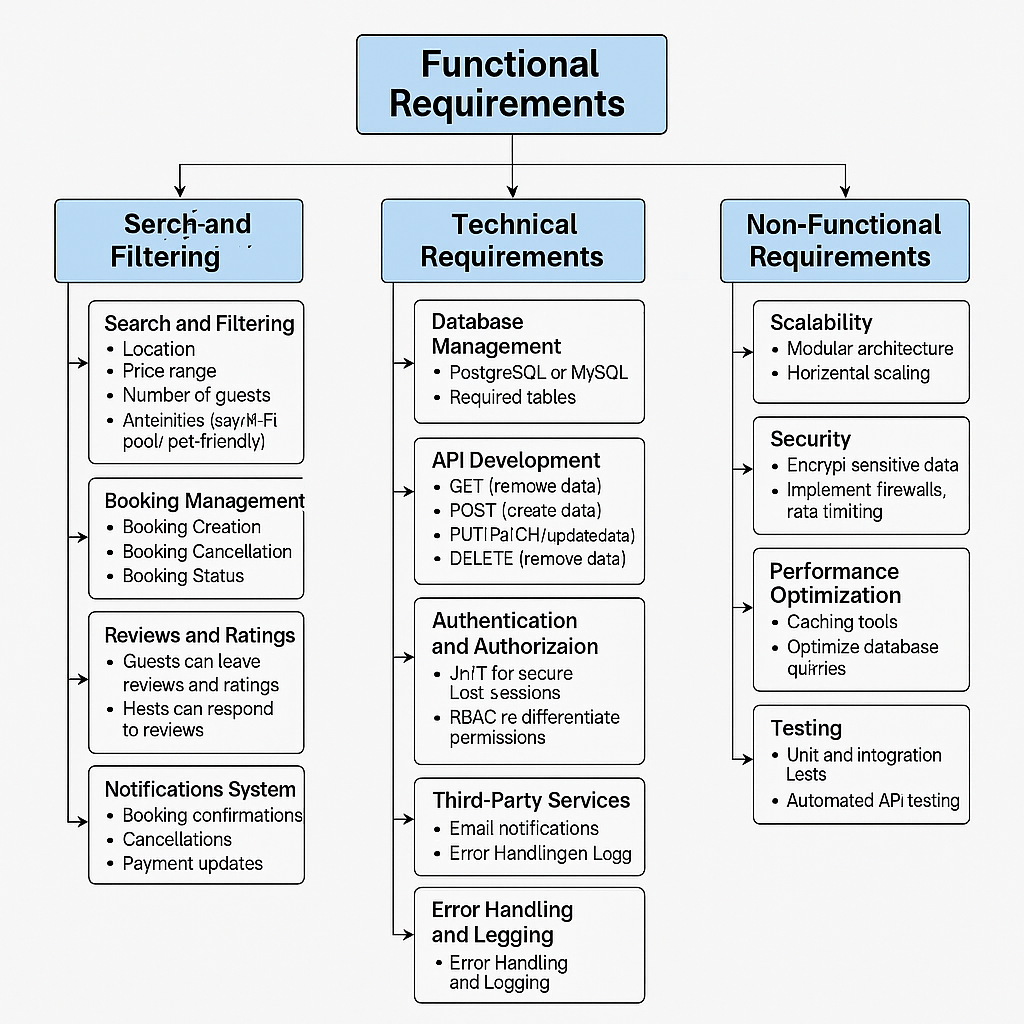 Functional
Requirements
Serch-and
Filtering
Search and Filtering
• Location
• Price range
• Number of guests
• Anteinities
pool/ pet-friendly)
Booking Management
• Booking Creation
• Booking Cancellation
• Booking Status
Reviews and Ratings
• Guests can leave
reviews and ratings
• Hests can respond
to reviews
Notifications System
• Booking confirmations
• Cancellations
• Payment updates
Technical
Requirements
Database
Management
• PostgreSQL or MySQL
• Required tables
API Development
• GET (remowe data)
• POST (create data)
• /updatedata)
• DELETE (remove data)
Authentication
and Authorizaion
• for secure
Lost sessions
• RBAC re differentiate
permissions
Third-Party Services
• Email notifications
• Error Handlingen Logg
Error Handling
and Legging
• Error Handling
and Logging
Non-Functional
Requirements
Scalability
• Modular architecture
• Horizental scaling
Security
• Encrypi sensitive data
• Implement firewalls,
rata timiting
Performance
Optimization
• Caching tools
• Optimize database
Testing
• Unit and intogration
Lests
• Automated APi testing